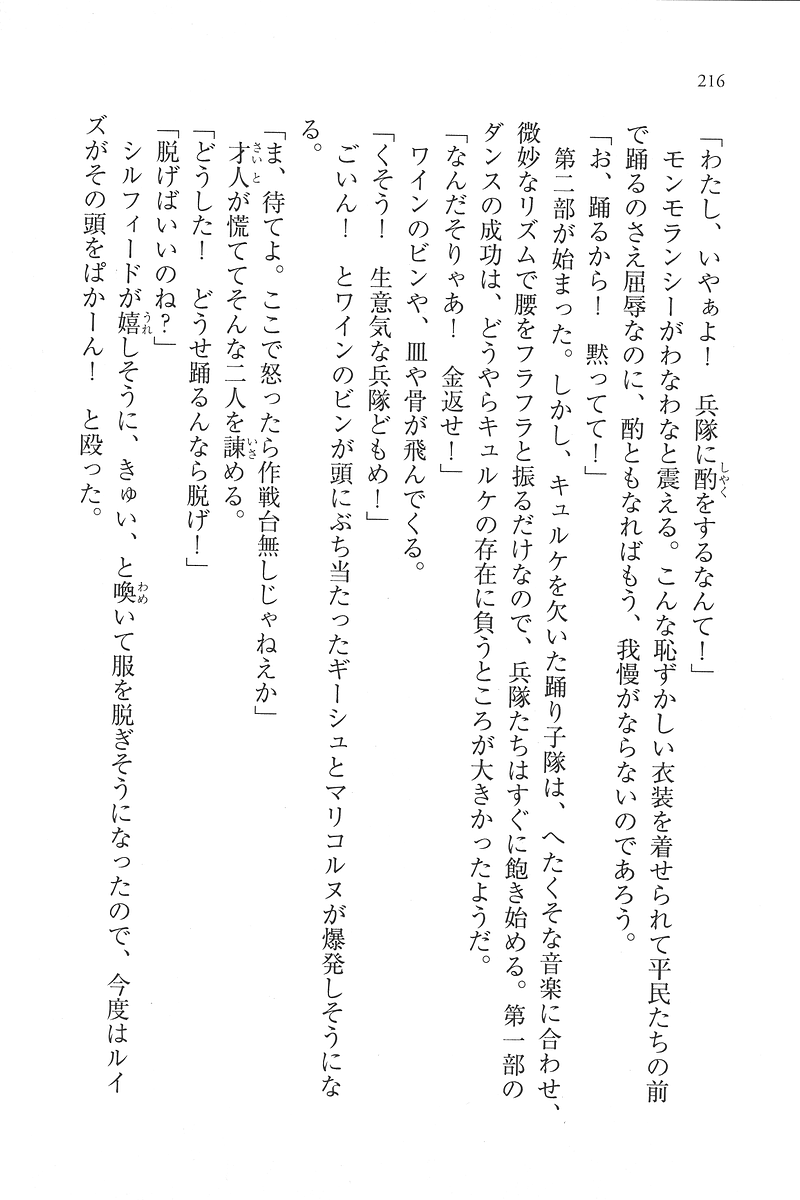 216
「わたし、いやぁよ！　兵隊に酌をするなんて！」
モンモランシーがわなわなと震える。こんな恥ずかしい衣装を着せられて平民たちの前
で踊るのさえ屈辱なのに、酌ともなればもう、我慢がならないのであろう。
「お、踊るから！　黙ってて！」
第二部が始まった。しかし、キュルケを欠いた踊り子隊は、へたくそな音楽に合わせ、
微妙なリズムで腰をフラフラと振るだけなので、兵隊たちはすぐに飽き始める。第一部の
ダンスの成功は、どうやらキュルケの存在に負うところが大きかったようだ。
「なんだそりゃあ！　金返せ！」
ワインのビンや、皿や骨が飛んでくる。
「くそう！　生意気な兵隊どもめ！」
ごいん！　とワインのビンが頭にぶち当たったギーシュとマリコルヌが爆発しそうにな
る。
「ま、待てよ。ここで怒ったら作戦台無しじゃねえか」
才人が慌ててそんな二人を諫める。
「どうした！　どうせ踊るんなら脱げ！」
「脱げばいいのね？」
シルフィードが嬉しそうに、きゅい、と喚いて服を脱ぎそうになったので、今度はルイ
ズがその頭をぱかーん！　と殴った。